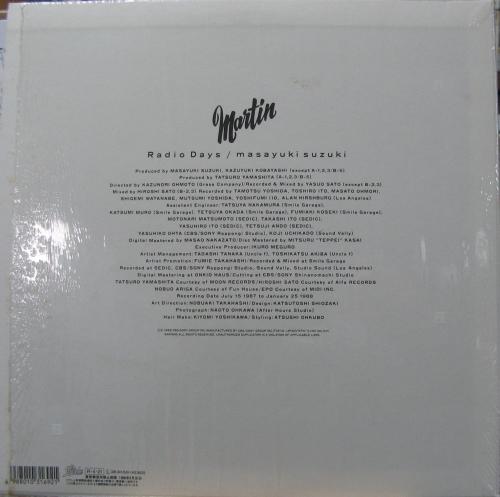 Martin
Radio Days / masayuki suzuki
Produced by MASAYUKI SUZUKI, KAZUYUKI KOBAYASHI (except A-1,2,3/B-5)
Produced by TATSURO YAMASHITA (A-1,2,3/B-5)
Directed by KAZUNORI OHMOTO (Grass Company)/Recorded & Mixed by YASUO SATO (except B-2,3)
Mixed by HIROSHI SATO (B-2,3) Recorded by TAMOTSU YOSHIDA, TOSHIRO ITO, MASATO OHMORI,
SHIGEMI WATANABE, MUTSUMI YOSHIDA, YOSHIFUMI IIO, ALAN HIRSHBURG (Los Angeles)
Assistant Engineer: TATSUYA NAKAMURA (Smile Garage),
KATSUMI MURO (Smile Garage), TETSUYA OKADA (Smile Garage), FUMIAKI KOSEKI (Smile Garage),
MOTONARI MATSUMOTO (SEDIC), TAKASHI ITO (SEDIC),
YASUHIRO ITO (SEDIC), TETSUJI ANDO (SEDIC),
YASUHIKO OHTA (CBS/SONY Roppongi Studio), KOJI UCHIKADO (Sound Vally)
Digital Mastered by MASAO NAKAZATO/Disc Mastered by MITSURU "TEPPEI" KASAI
Executive Producer: IKURO MEGURO
Artist Management: TADASHI TANAKA (Uncle f), TOSHIKATSU AKIBA (Uncle f)
Artist Promotion: FUMIE TAKAHASHI/Recorded & Mixed at Smile Garage
Recorded at SEDIC, CBS/SONY Roppongi Studio, Sound Vally, Studio Sound (Los Angeles)
Digital Mastering at ONKIO HAUS/Cutting at CBS/SONY Shinanomachi Studio
TATSURO YAMASHITA Courtesy of MOON RECORDS/HIROSHI SATO Courtesy of Alfa RECORDS
NOBUO ARIGA Courtesy of Fun House/EPO Courtesy of MIDI INC.
Recording Date July 15 1987 to January 25 1988
Art Direction: NOBUAKI TAKAHASHI/Design: KATSUTOSHI SHIOZAKI
Photograph: NAOTO OHKAWA (After Hours Studio)
Hair Make: KIYOMI YOSHIKAWA/Styling: ATSUSHI OHKUBO